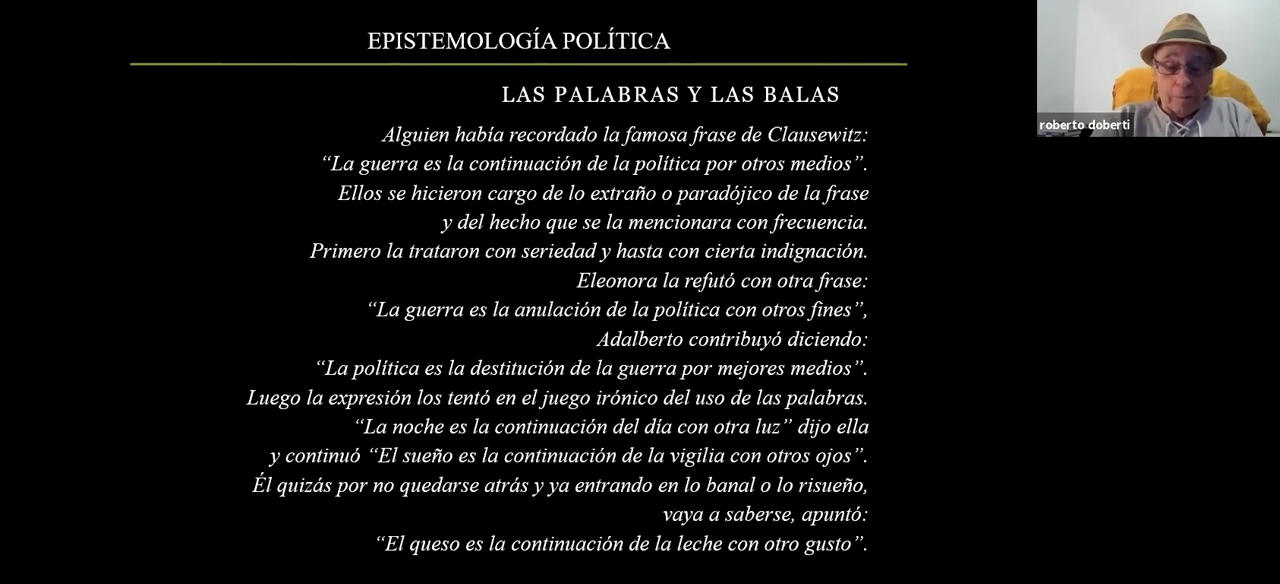 EPISTEMOLOGÍA POLÍTICA
roberto doberti
LAS PALABRAS Y LAS BALAS
Alguien había recordado la famosa frase de Clausewitz:
“La guerra es la continuación de la política por otros medios”.
Ellos se hicieron cargo de lo extraño o paradójico de la frase
y del hecho que se la mencionara con frecuencia.
Primero la trataron con seriedad y hasta con cierta indignación.
Eleonora la refutó con otra frase:
“La guerra es la anulación de la política con otros fines”,
Adalberto contribuyó diciendo:
“La política es la destitución de la guerra por mejores medios”.
Luego la expresión los tentó en el juego irónico del uso de las palabras.
“La noche es la continuación del día con otra luz” dijo ella
y continuó “El sueño es la continuación de la vigilia con otros ojos”.
Él quizás por no quedarse atrás y ya entrando en lo banal o lo risueño,
vaya a saberse, apuntó:
“El queso es la continuación de la leche con otro gusto”.